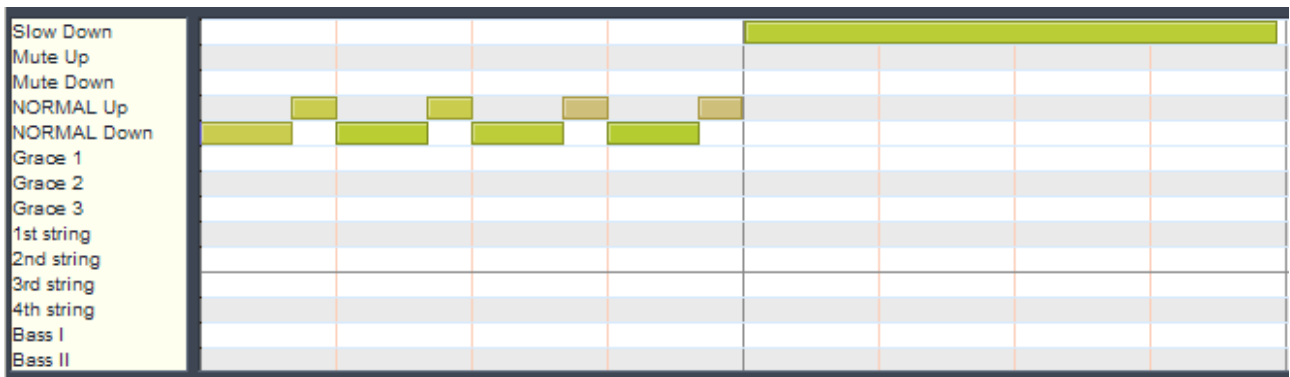 Slow Down
Mute Up
Mute Down
NORMAL Up
NORMAL Down
Grace 1
Grace 2
Grace 3
1st string
2nd string
3rd string
4th string
Bass I
Bass II